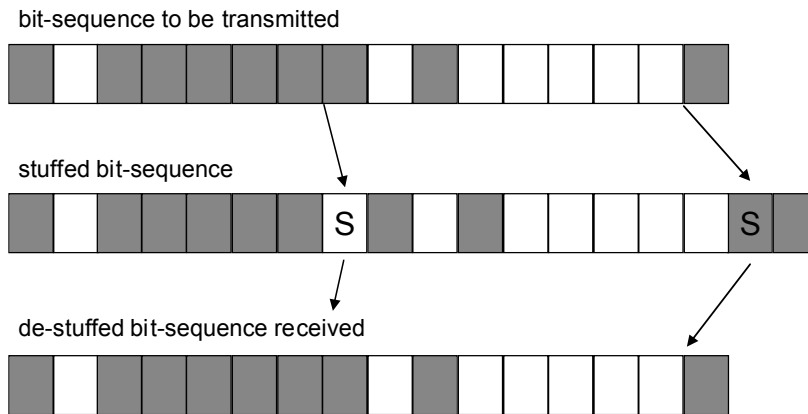 bit-sequence to be transmitted
stuffed bit-sequence
S S
de-stuffed bit-sequence received